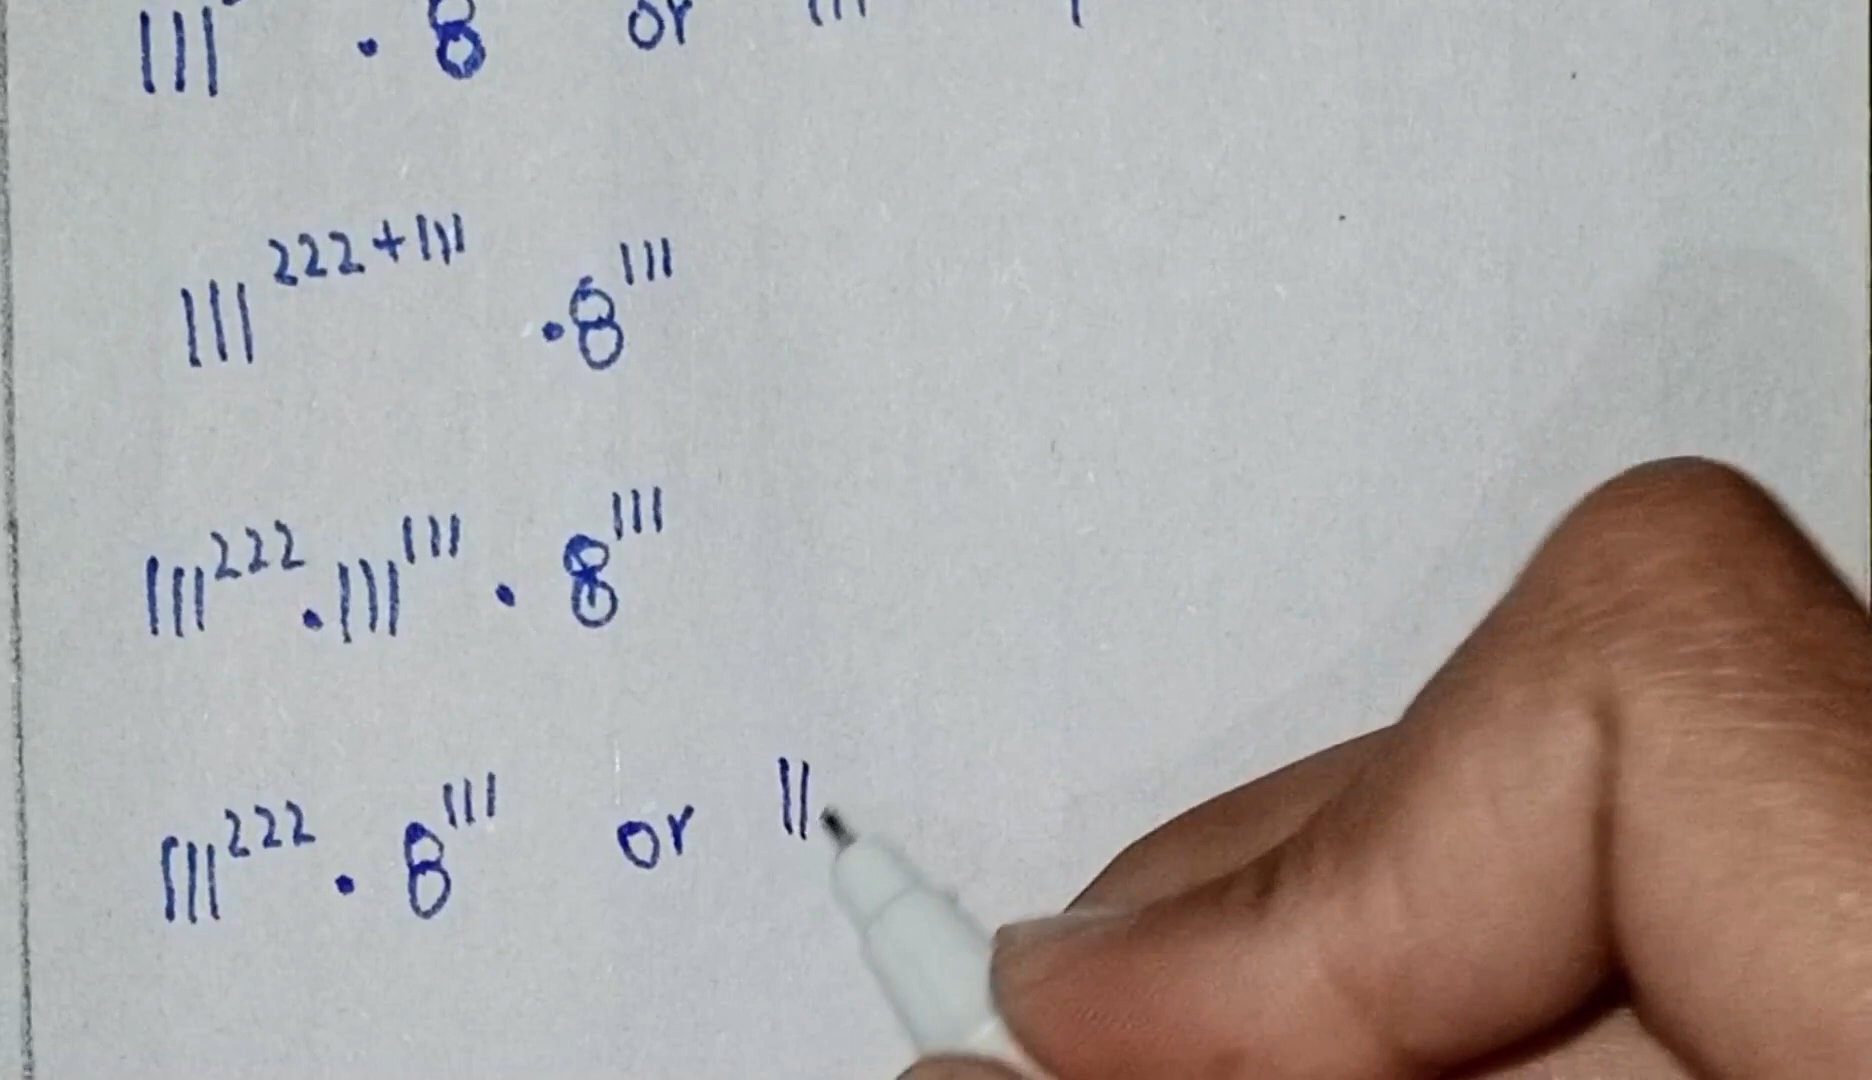 111 · 8 or 111
111^222+111 · 8^111
111^222 · 111^111 · 8^111
111^222 · 8^111 or 11